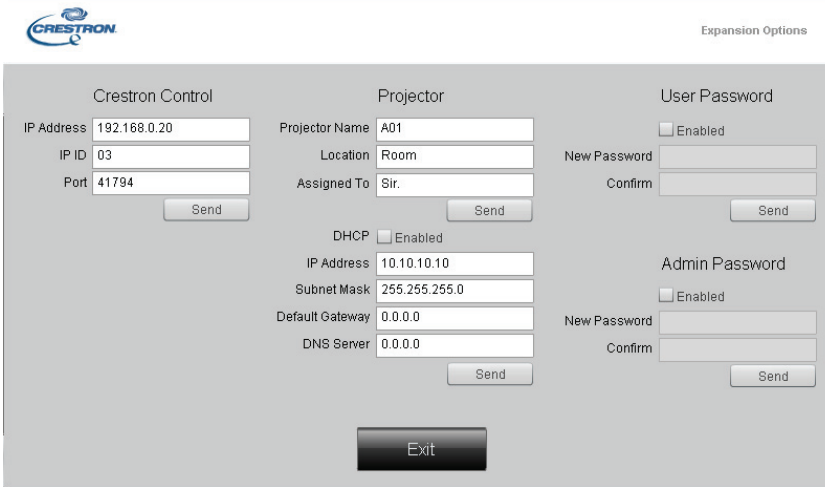 CRESTRON
Expansion Options
Crestron Control
IP Address 192.168.0.20
IP ID 03
Port 41794
Send
Projector
Projector Name A01
Location Room
Assigned To Sir.
Send
DHCP Enabled
IP Address 10.10.10.10
Subnet Mask 255.255.255.0
Default Gateway 0.0.0.0
DNS Server 0.0.0.0
Send
User Password
Enabled
New Password
Confirm
Send
Admin Password
Enabled
New Password
Confirm
Send
Exit